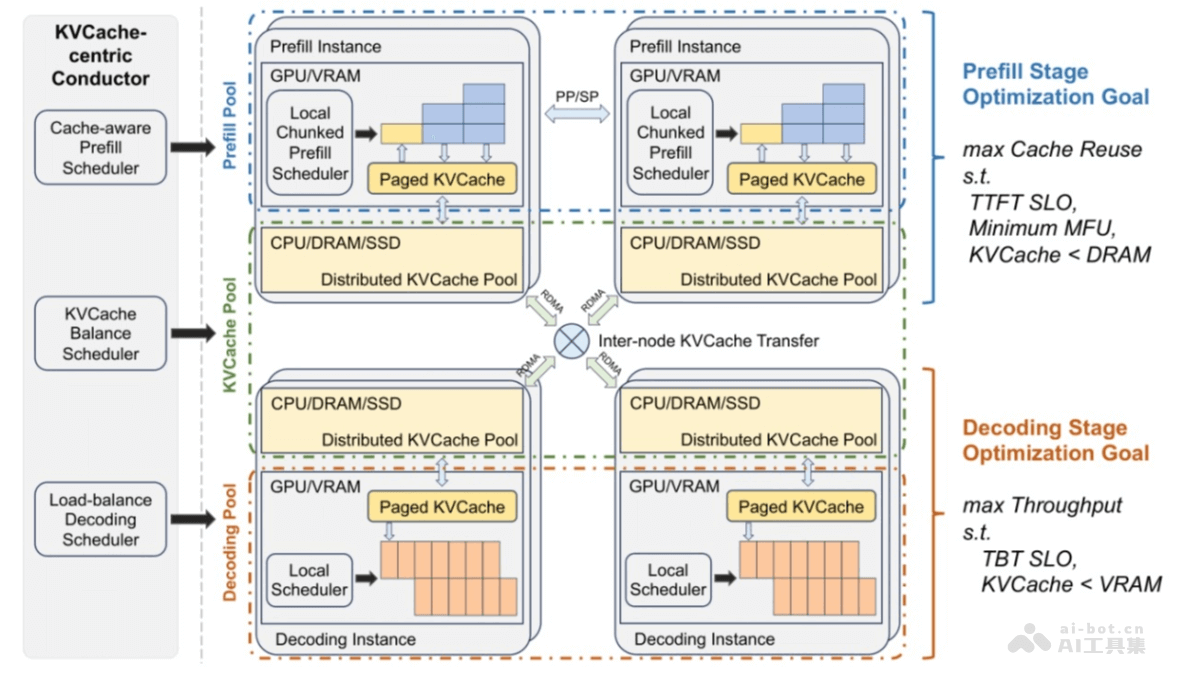 KVCache-
centric
Conductor
Cache-aware
Prefill
Scheduler
KVCache
Balance
Scheduler
Load-balance
Decoding
Scheduler
Prefill Pool
KVCache Pool
Decoding Pool
Prefill Instance
GPU/VRAM
Local
Chunked
Prefill
Scheduler
Paged KVCache
CPU/DRAM/SSD
Distributed KVCache Pool
PP/SP
Prefill Instance
GPU/VRAM
Local
Chunked
Prefill
Scheduler
Paged KVCache
CPU/DRAM/SSD
Distributed KVCache Pool
RDMA
RDMA
Inter-node KVCache Transfer
RDMA
RDMA
CPU/DRAM/SSD
Distributed KVCache Pool
GPU/VRAM
Paged KVCache
Local
Scheduler
Decoding Instance
CPU/DRAM/SSD
Distributed KVCache Pool
GPU/VRAM
Paged KVCache
Local
Scheduler
Decoding Instance
Prefill Stage
Optimization Goal
max Cache Reuse
s.t.
TTFT SLO,
Minimum MFU,
KVCache < DRAM
Decoding Stage
Optimization Goal
max Throughput
s.t.
TBT SLO,
KVCache < VRAM
ai-bot.cn
AI工具集